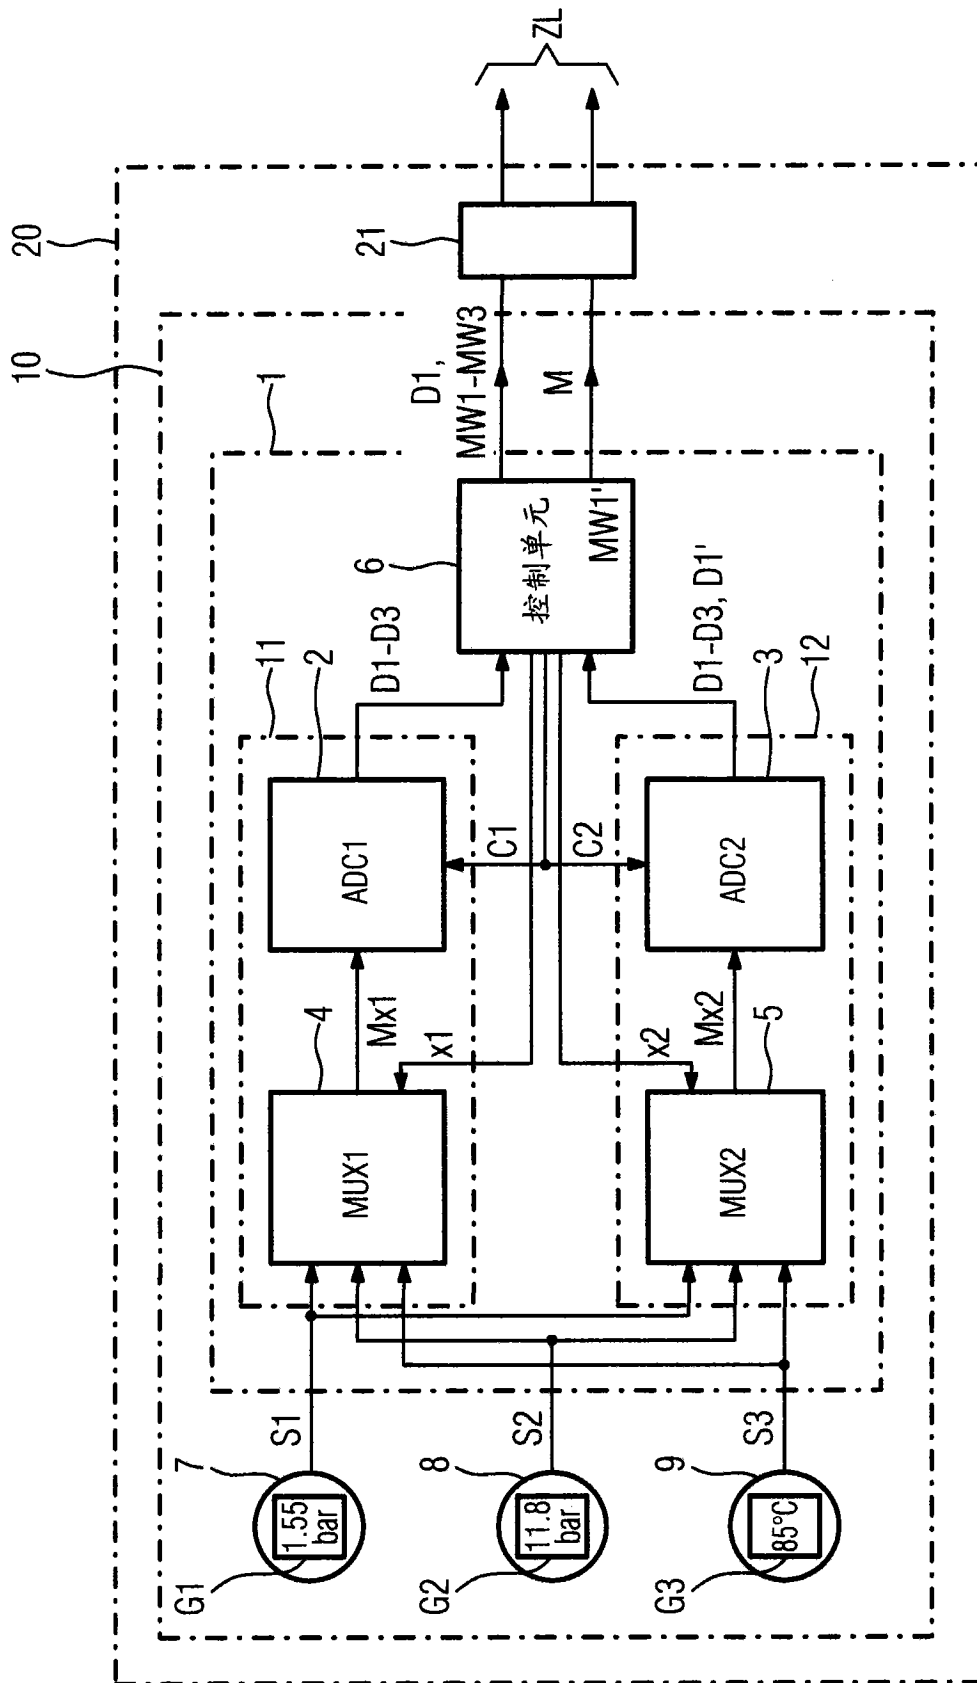 20
10
1
ZL
21
D1,
MW1-MW3
M
6
控制单元
MW1'
11
2
D1-D3
D1-D3, D1'
3
12
ADC1
C1
C2
ADC2
4
Mx1
x1
x2
Mx2
5
MUX1
MUX2
S1
S2
S3
7
8
9
1.55
bar
11.8
bar
85°C
G1
G2
G3